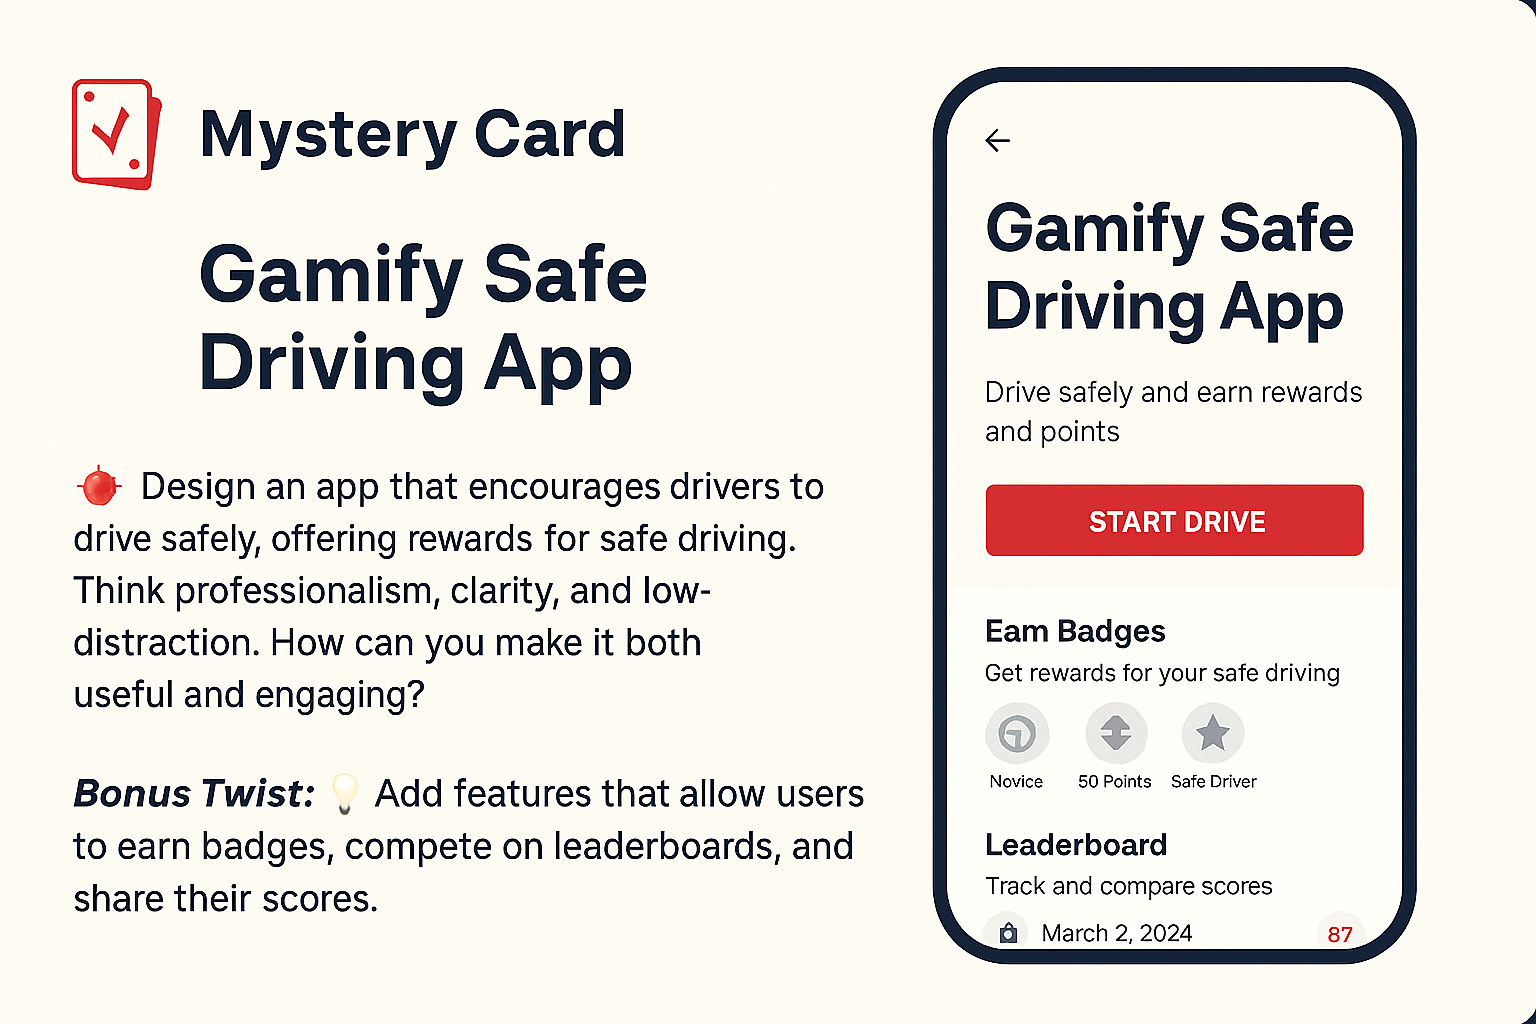 Mystery Card
Gamify Safe
Driving App
Design an app that encourages drivers to
drive safely, offering rewards for safe driving.
Think professionalism, clarity, and low-
distraction. How can you make it both
useful and engaging?
Bonus Twist: 💡 Add features that allow users
to earn badges, compete on leaderboards, and
share their scores.
←
Gamify Safe
Driving App
Drive safely and earn rewards
and points
START DRIVE
Eam Badges
Get rewards for your safe driving
Novice 50 Points Safe Driver
Leaderboard
Track and compare scores
March 2, 2024 87